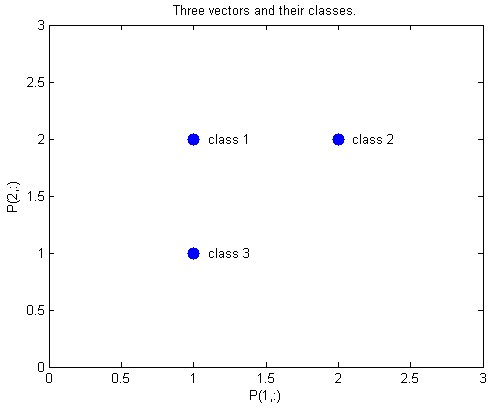 Three vectors and their classes.
3
2.5
2
class 1
class 2
1.5
P(2,:)
1
class 3
0.5
0
0 0.5 1 1.5 2 2.5 3
P(1,:)